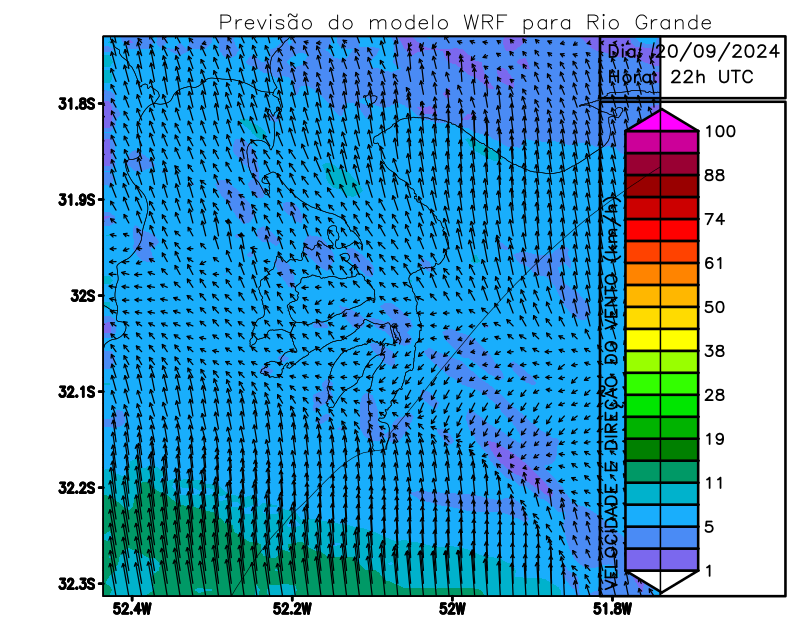 Previsão do modelo WRF para Rio Grande
Dia: 20/09/2024
Hora: 22h UTC
31.8S
31.9S
32S
32.1S
32.2S
32.3S
52.4W
52.2W
52W
51.8W
VELOCIDADE E DIREÇÃO DO VENTO (km/h)
100
88
74
61
50
38
28
19
11
5
1